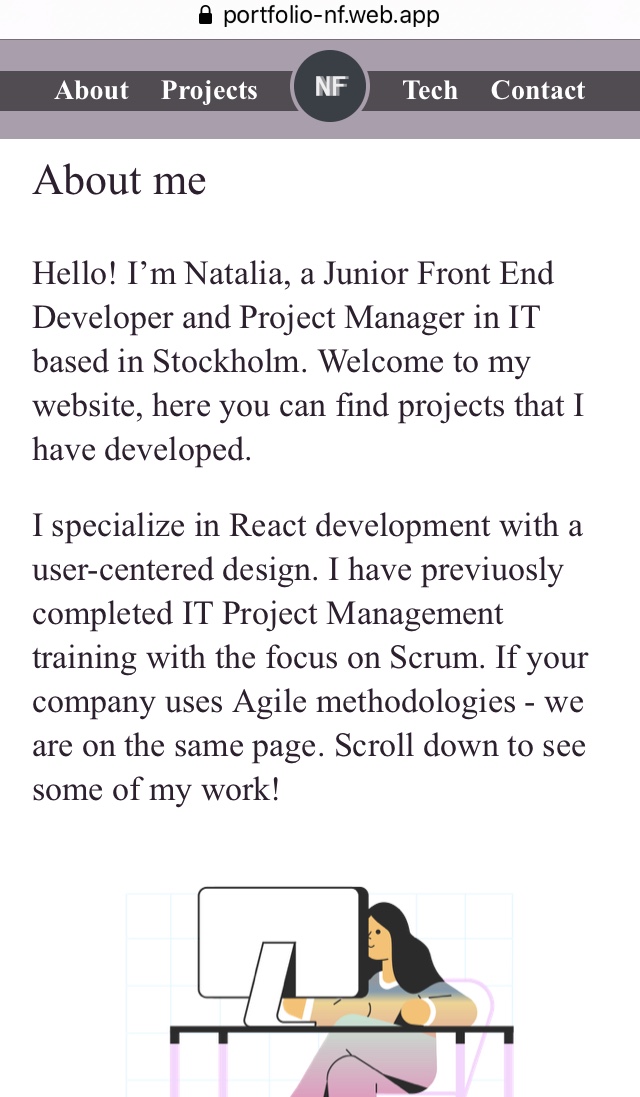 portfolio-nf.web.app
About Projects NF Tech Contact
About me
Hello! I’m Natalia, a Junior Front End
Developer and Project Manager in IT
based in Stockholm. Welcome to my
website, here you can find projects that I
have developed.
I specialize in React development with a
user-centered design. I have previuosly
completed IT Project Management
training with the focus on Scrum. If your
company uses Agile methodologies - we
are on the same page. Scroll down to see
some of my work!